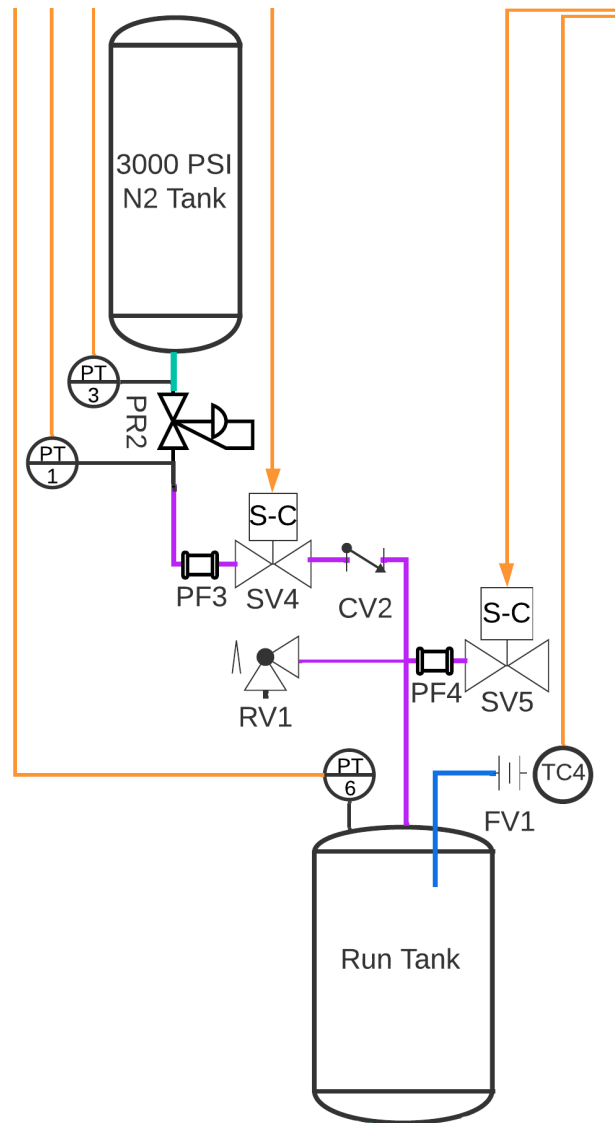 3000 PSI
N2 Tank
PT
3
PR2
PT
1
S-C
PF3
SV4
CV2
S-C
PF4
SV5
RV1
PT
6
TC4
FV1
Run Tank